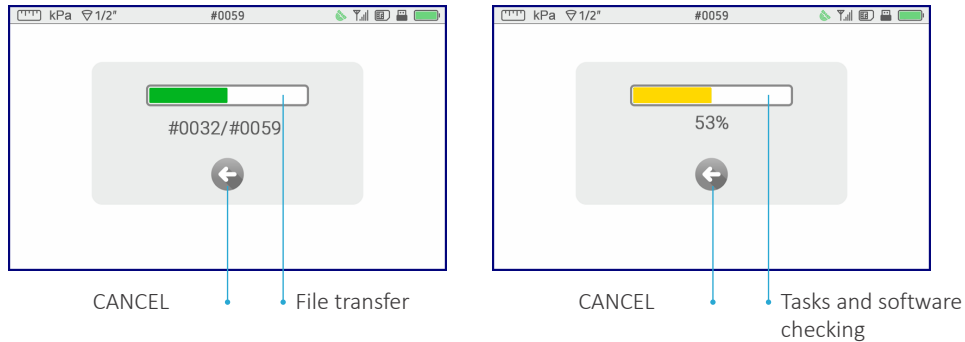 kPa 1/2" #0059
#0032/#0059
CANCEL File transfer
kPa 1/2" #0059
53%
CANCEL Tasks and software
checking